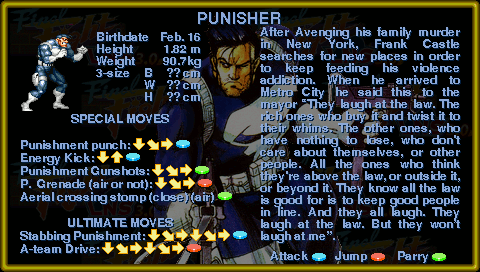 PUNISHER
Birthdate Feb. 16
Height 1.82 m
Weight 90.7kg
3-size B ?? cm
W ?? cm
H ?? cm
SPECIAL MOVES
Punishment punch:
Energy Kick:
Punishment Gunshots:
P. Grenade (air or not):
Aerial crossing stomp (close) (air)
ULTIMATE MOVES
Stabbing Punishment:
A-team Drive:
After Avenging his family murder
in New York, Frank Castle
searches for new places in order
to keep feeding his violence
addiction. When he arrived to
Metro City he said this to the
mayor “They laugh at the law. The
rich ones who buy it and twist it to
their whims. The other ones, who
have nothing to lose, who don't
care about themselves, or other
people. All the ones who think
they're above the law, or outside it,
or beyond it. They know all the law
is good for is to keep good people
in line. And they all laugh. They
laugh at the law. But they won't
laugh at me”.
Attack Jump Parry